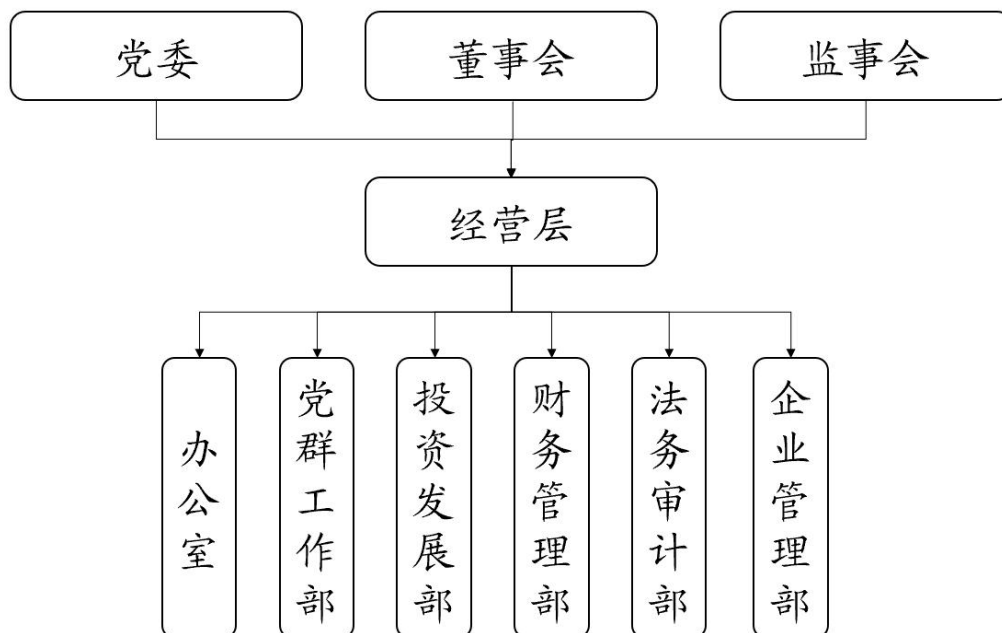 党委
董事会
监事会
经营层
办公室
党群工作部
投资发展部
财务管理部
法务审计部
企业管理部